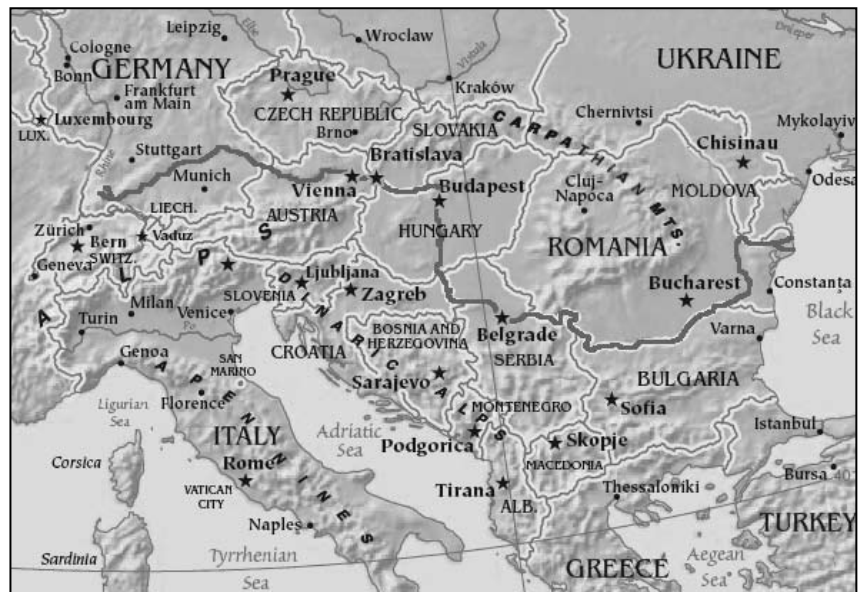 Leipzig
Elbe
Wroclaw
Dnieper
Cologne
Bonn
GERMANY
Vistula
UKRAINE
Prague
Frankfurt
am Main
Kraków
CZECH REPUBLIC
Luxembourg
LUX.
Brno
SLOVAKIA
CARPATHIAN MTS.
Chernivtsi
Mykolayiv
Chisinau
Rhine
Stuttgart
Bratislava
Odesa
Munich
Vienna
Budapest
Cluj-
Napoca
MOLDOVA
LIECH.
AUSTRIA
Zürich
Bern
SWITZ.
Vaduz
HUNGARY
ROMANIA
Geneva
ALPS
Ljubljana
Zagreb
Bucharest
Constanța
Milan
Venice
SLOVENIA
DINARIC ALPS
Turin
Po
Belgrade
Black
Sea
BOSNIA AND
HERZEGOVINA
Varna
CROATIA
SERBIA
Genoa
SAN
MARINO
APENNINES
Sarajevo
BULGARIA
Ligurian
Sea
Florence
MONTENEGRO
Sofia
Adriatic
Sea
Istanbul
ITALY
Podgorica
Skopje
Corsica
Rome
MACEDONIA
Bursa
40
VATICAN
CITY
Tirana
ALB.
Thessaloniki
Naples
TURKEY
Sardinia
Tyrrhenian
Sea
GREECE
Aegean
Sea